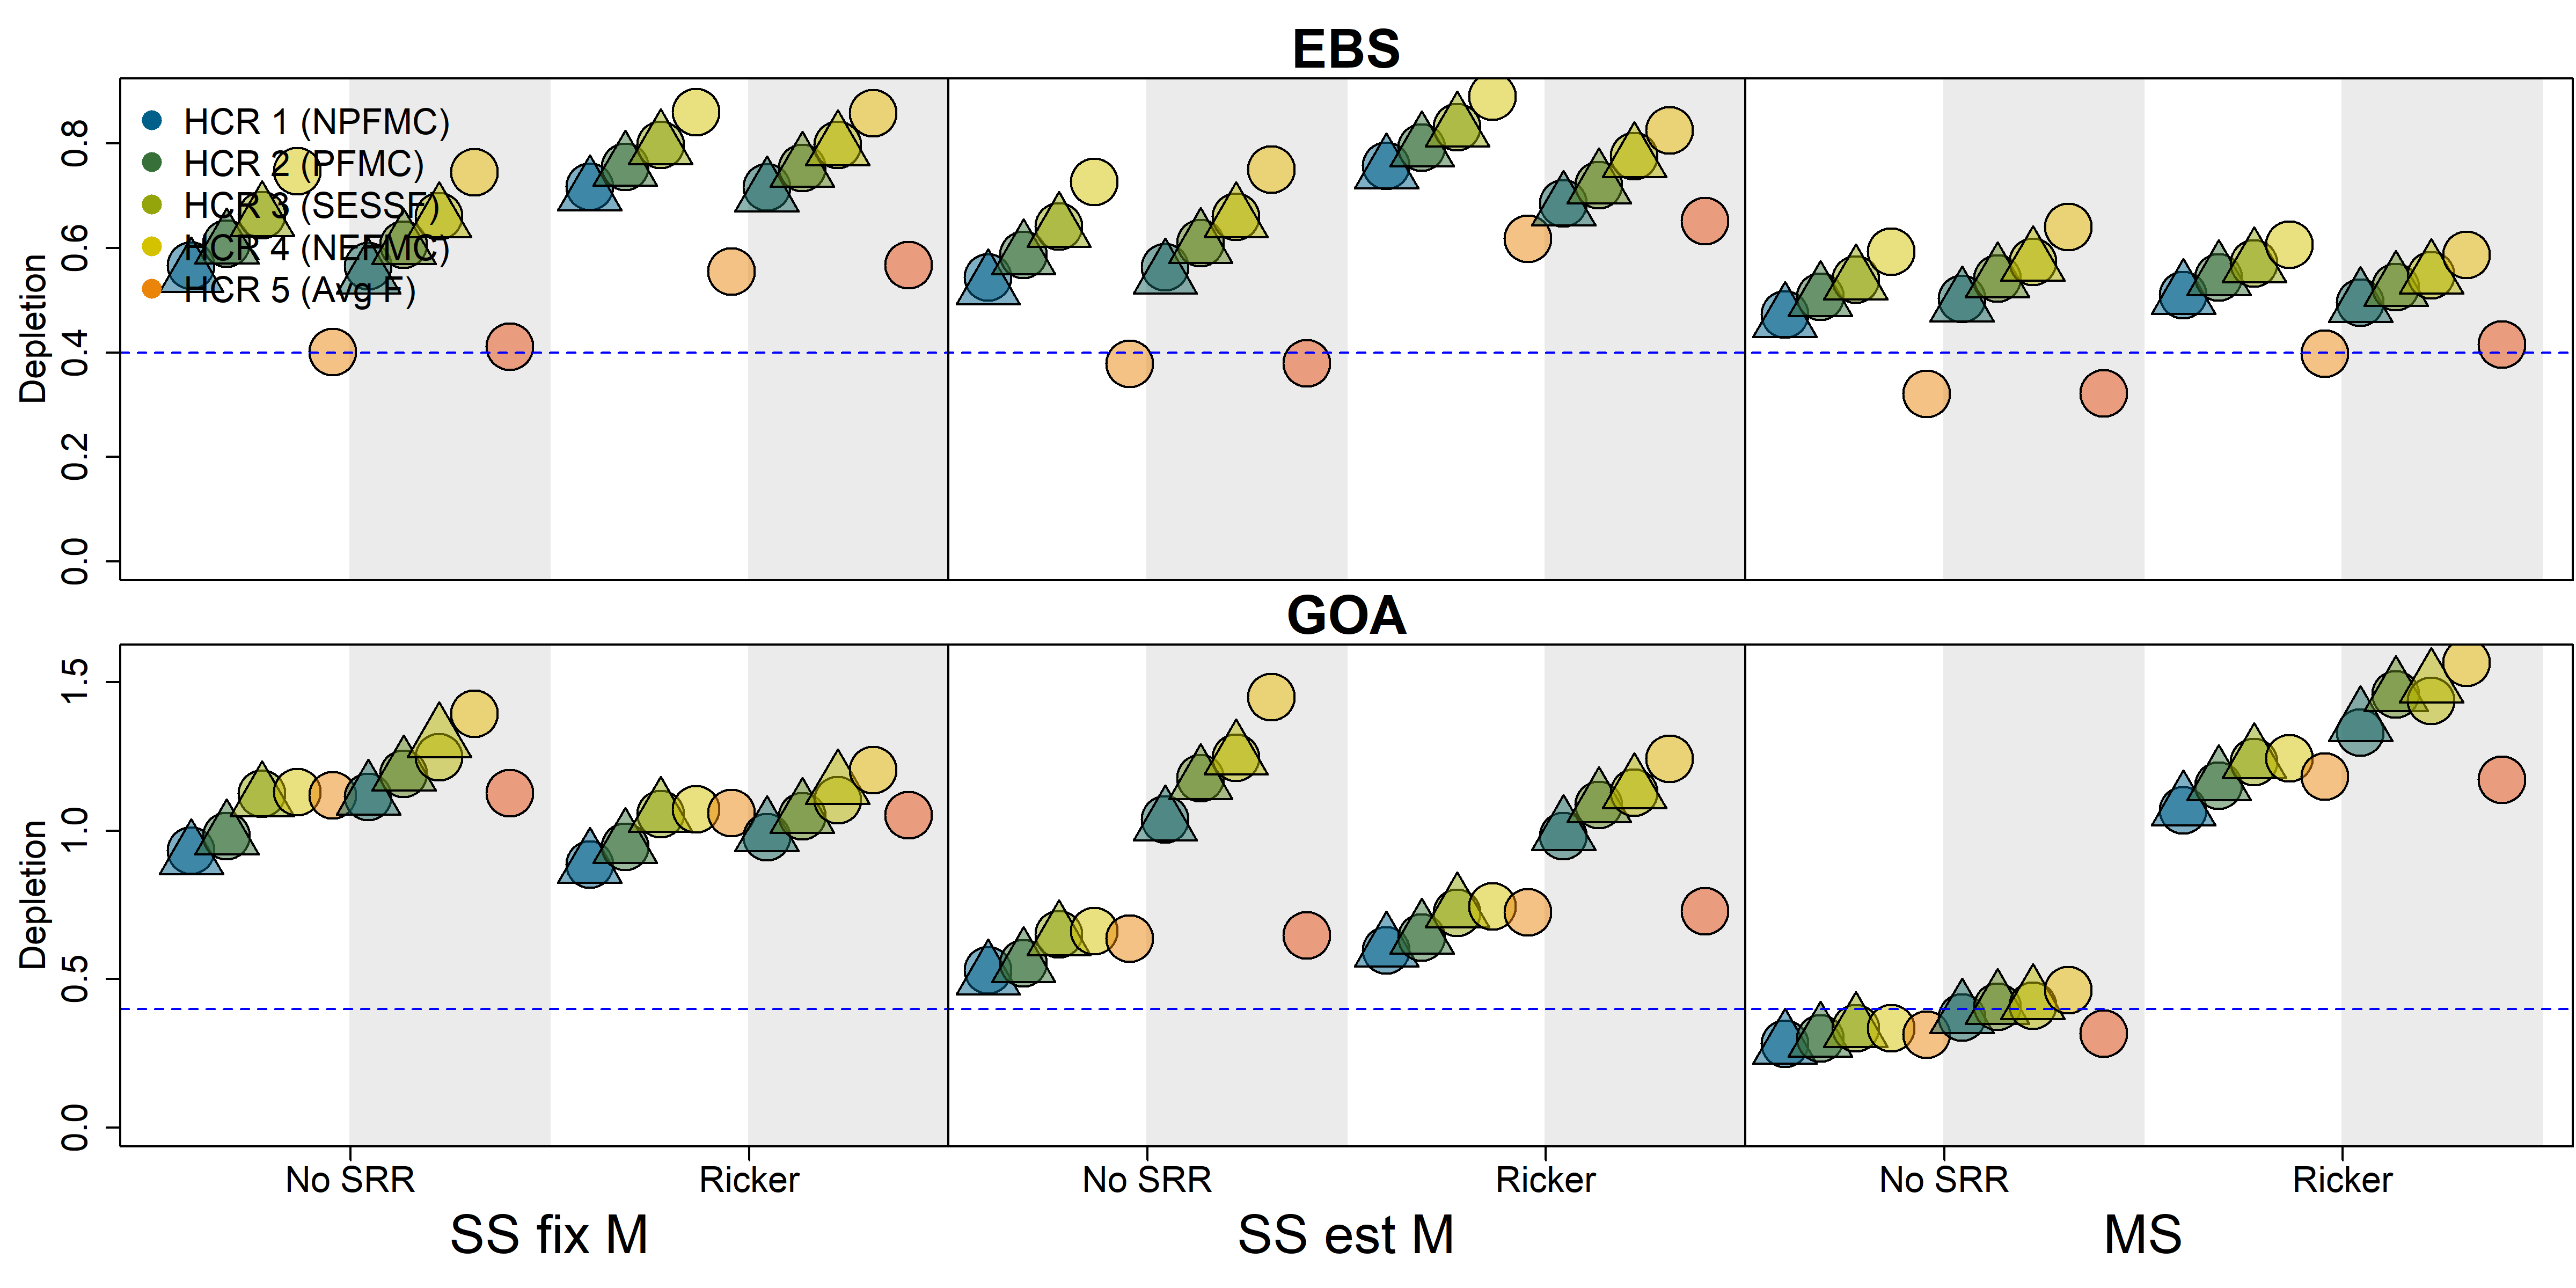 EBS
Depletion
0.8
0.6
0.4
0.2
0.0
HCR 1 (NPFMC)
HCR 2 (PFMC)
HCR 3 (SESSF)
HCR 4 (NEFMC)
HCR 5 (Avg F)
GOA
Depletion
1.5
1.0
0.5
0.0
No SRR Ricker No SRR Ricker No SRR Ricker
SS fix M SS est M MS